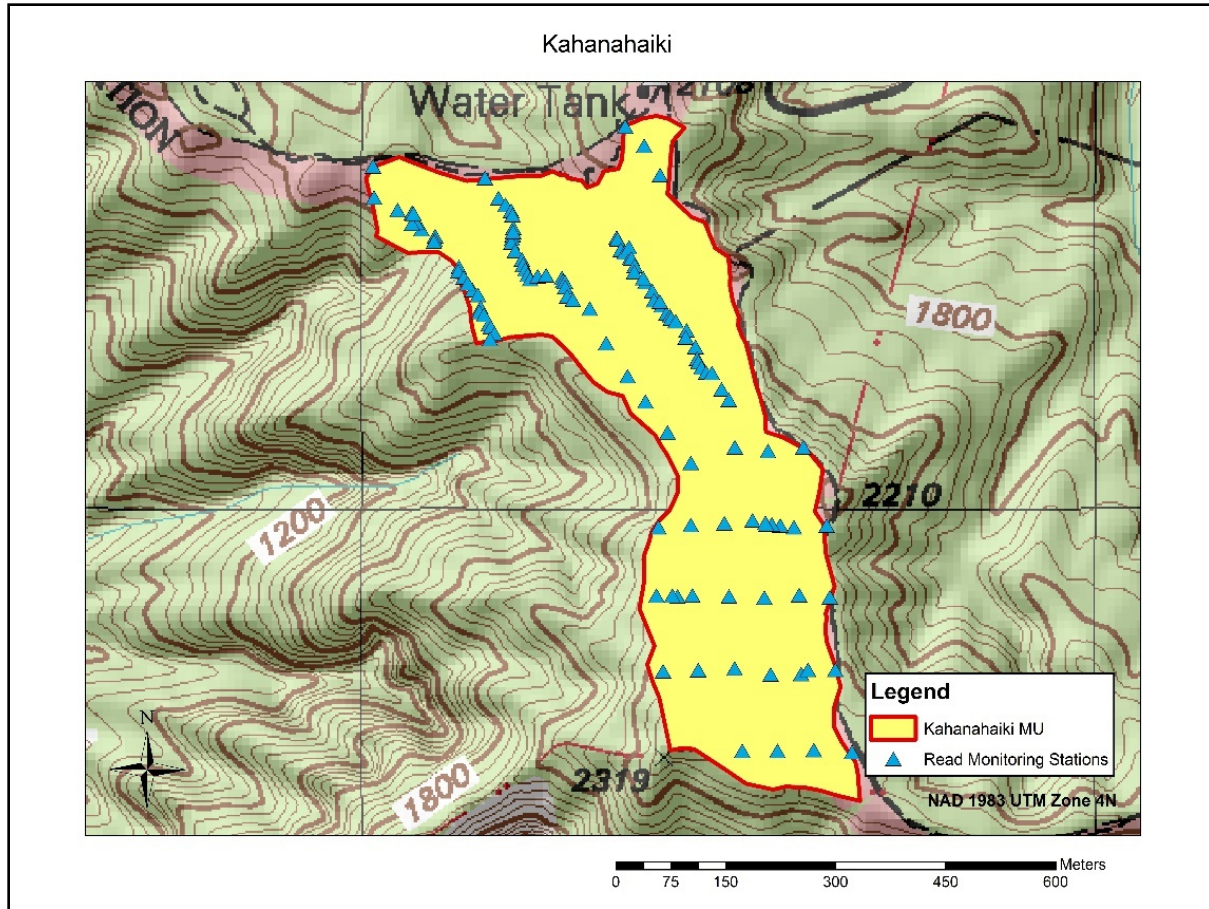 Kahanahaiki
Water Tank
TION
1800
2210
1200
2319
1800
N
Legend
Kahanahaiki MU
Read Monitoring Stations
NAD 1983 UTM Zone 4N
Meters
0 75 150 300 450 600